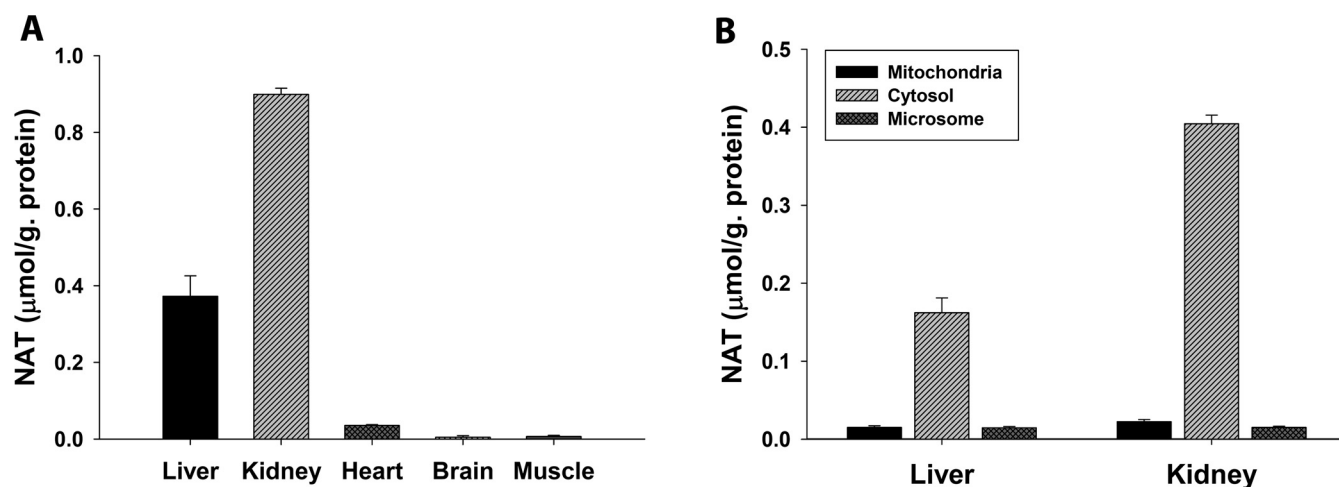 A
NAT (μmol/g. protein)
1.0
0.8
0.6
0.4
0.2
0.0
Liver Kidney Heart Brain Muscle
B
NAT (μmol/g. protein)
0.5
0.4
0.3
0.2
0.1
0.0
Mitochondria
Cytosol
Microsome
Liver Kidney